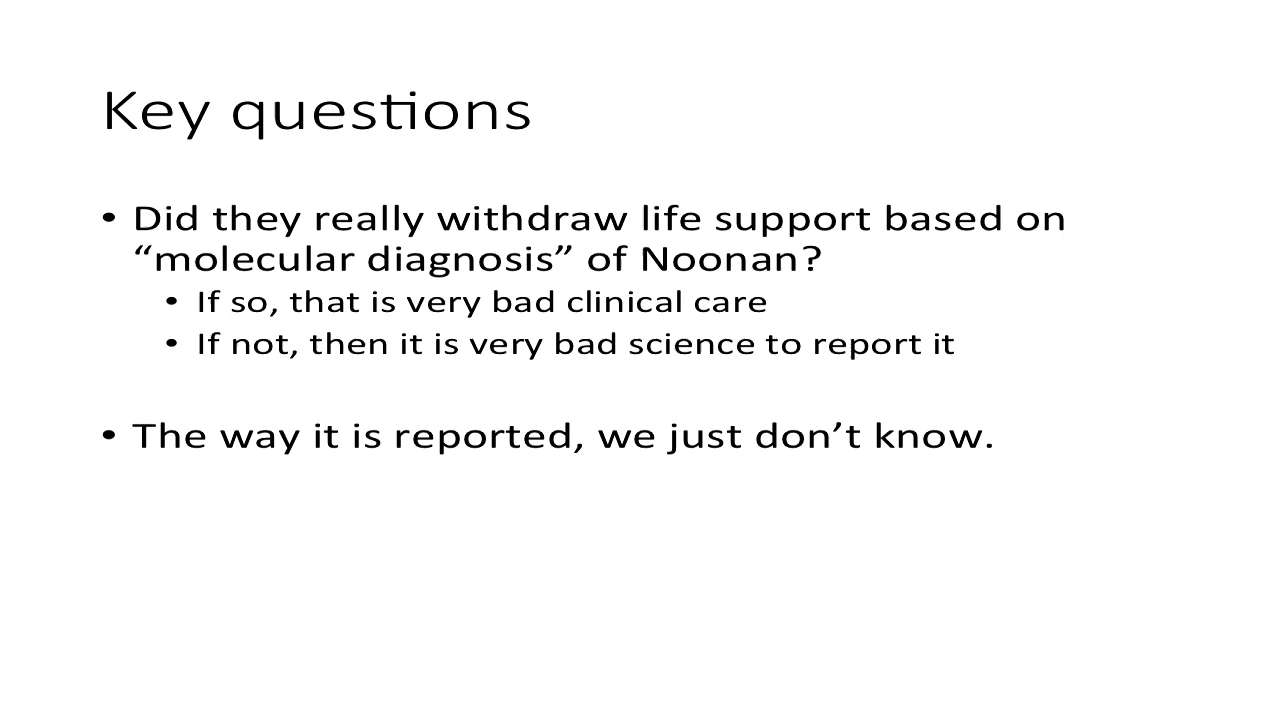 Key questions
• Did they really withdraw life support based on
“molecular diagnosis” of Noonan?
• If so, that is very bad clinical care
• If not, then it is very bad science to report it
• The way it is reported, we just don’t know.